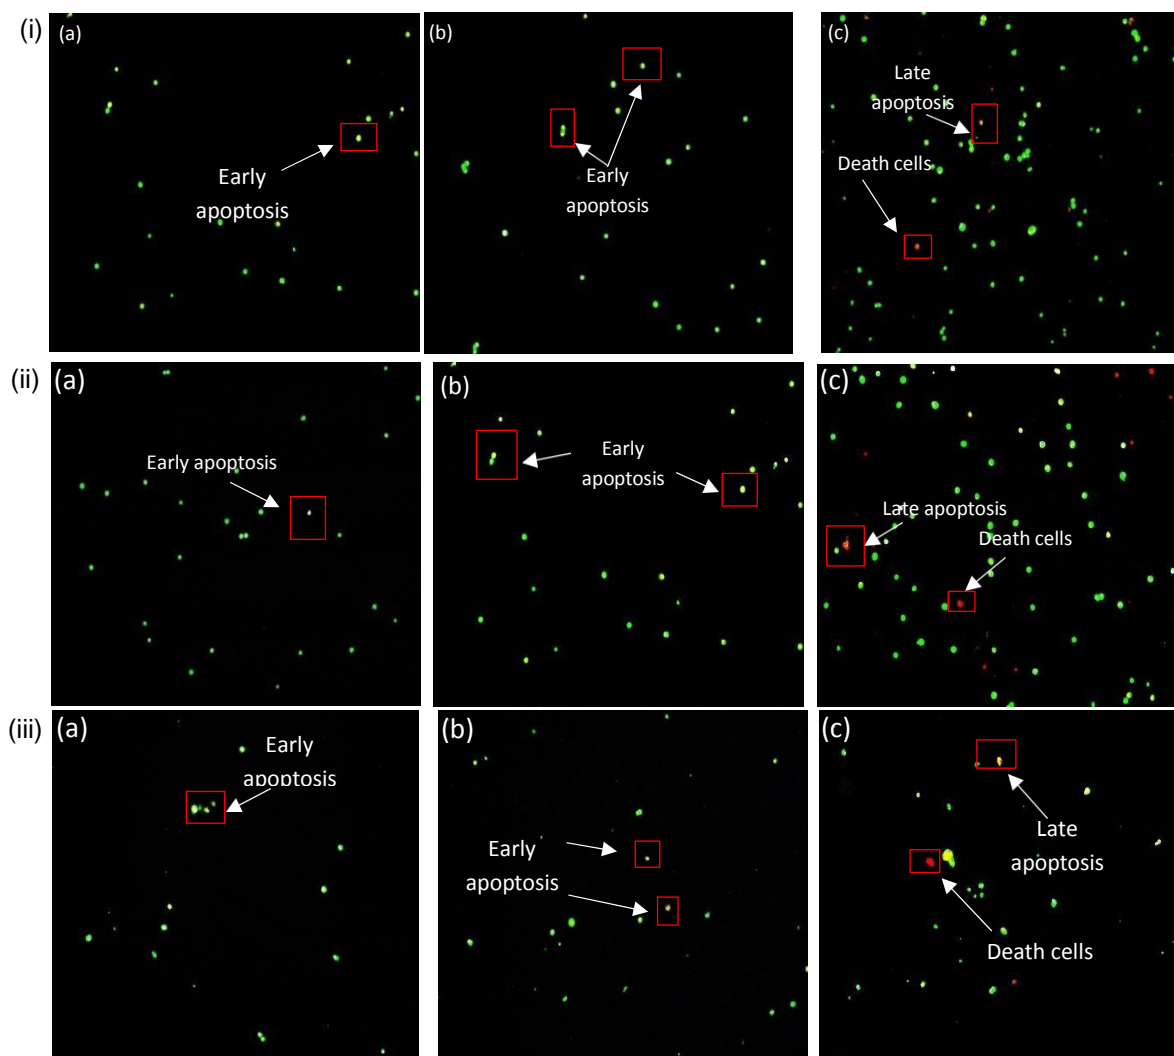 (i)
(a)
Early
apoptosis
(b)
Early
apoptosis
(c)
Late
apoptosis
Death cells
(ii)
(a)
Early apoptosis
(b)
Early
apoptosis
(c)
Late apoptosis
Death cells
(iii)
(a)
Early
apoptosis
(b)
Early
apoptosis
(c)
Late
apoptosis
Death cells